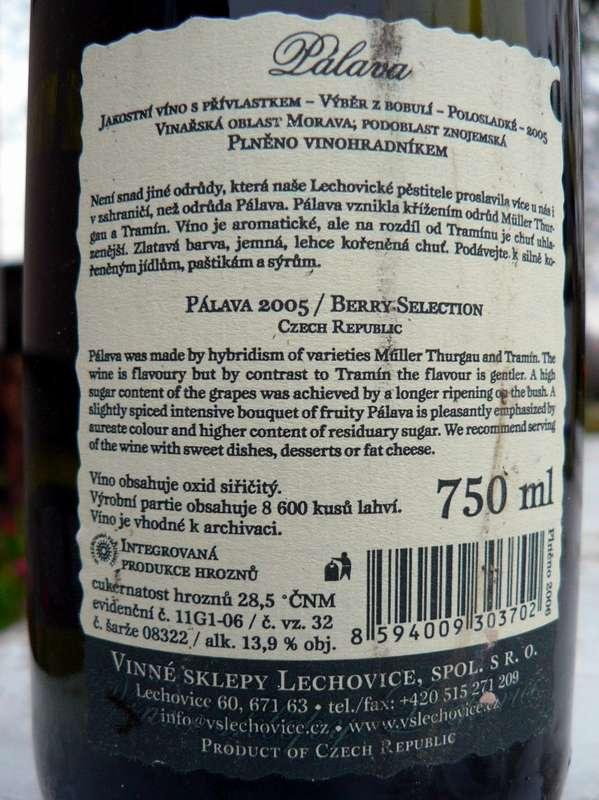 Pálava
Jakostní víno s přívlastkem – Výběr z bobulí – Polosladké – 2005
Vinařská oblast Morava; podoblast znojemská
Plněno vinohradníkem
Není snad jiné odrůdy, která naše Lechovické pěstitele proslavila více u nás i
v zahraničí, než odrůda Pálava. Pálava vznikla křížením odrůd Müller Thur-
gau a Tramín. Víno je aromatické, ale na rozdíl od Tramínu je chuť uhla-
zenější. Zlatavá barva, jemná, lehce kořeněná chuť. Podávejte k silně ko-
řeněným jídlům, paštikám a sýrům.
Pálava 2005 / Berry Selection
Czech Republic
Pálava was made by hybridism of varieties Müller Thurgau and Tramín. The
wine is flavoury but by contrast to Tramín the flavour is gentler. A high
sugar content of the grapes was achieved by a longer ripening on the bush. A
slightly spiced intensive bouquet of fruity Pálava is pleasantly emphasized by
aureate colour and higher content of residuary sugar. We recommend serving
of the wine with sweet dishes, desserts or fat cheese.
Víno obsahuje oxid siřičitý.
Výrobní partie obsahuje 8 600 kusů lahví.
Víno je vhodné k archivaci.
750 ml
Integrovaná
produkce hroznů
cukernatost hroznů 28,5 °ČNM
evidenční č. 11G1-06 / č. vz. 32
č. šarže 08322 / alk. 13,9 % obj.
8 594009 303702
Plněno 2006
Vinné sklepy Lechovice, spol. s r. o.
Lechovice 60, 671 63 • tel./fax: +420 515 271 209
info@vslechovice.cz • www.vslechovice.cz
Product of Czech Republic